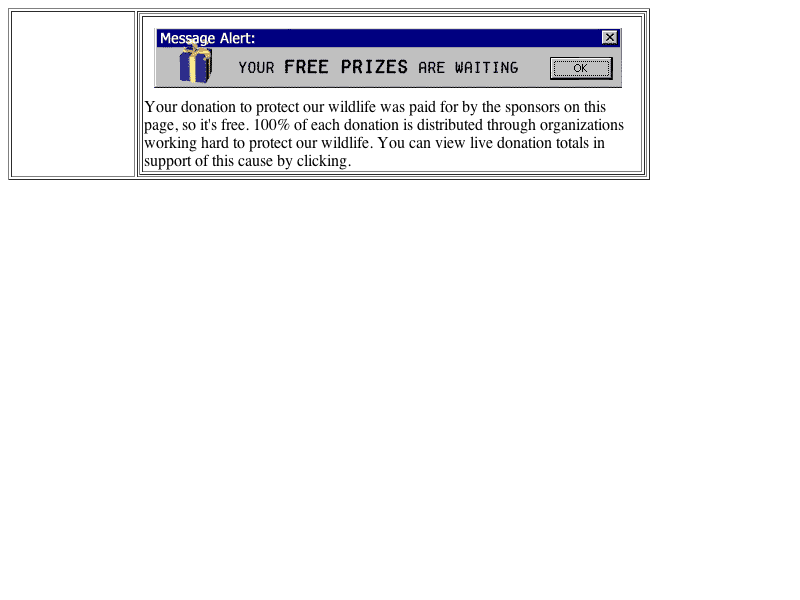 Message Alert:
YOUR FREE PRIZES ARE WAITING
OK
Your donation to protect our wildlife was paid for by the sponsors on this
page, so it's free. 100% of each donation is distributed through organizations
working hard to protect our wildlife. You can view live donation totals in
support of this cause by clicking.